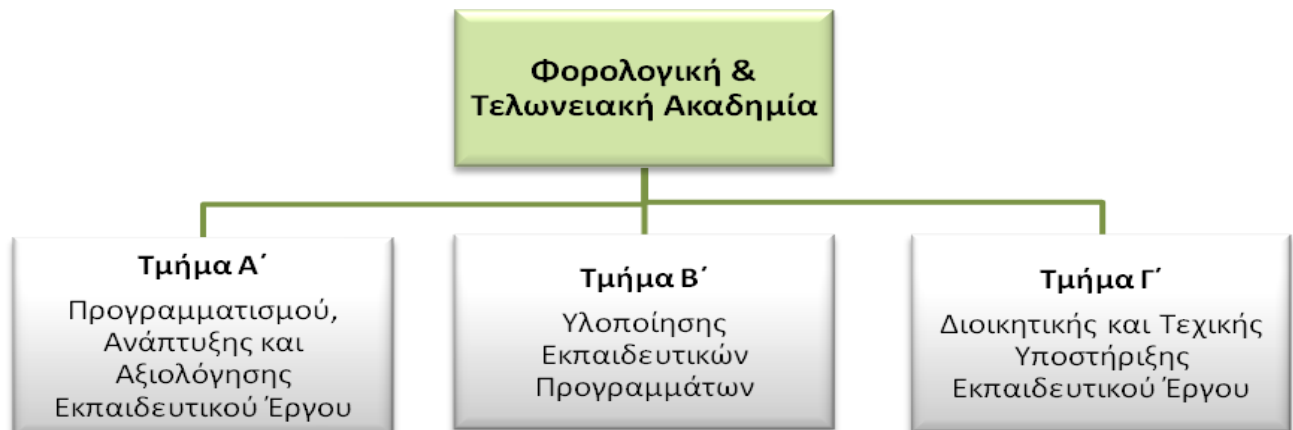 Φορολογική &
Τελωνειακή Ακαδημία
Τμήμα Α΄
Προγραμματισμού,
Ανάπτυξης και
Αξιολόγησης
Εκπαιδευτικού Έργου
Τμήμα Β΄
Υλοποίησης
Εκπαιδευτικών
Προγραμμάτων
Τμήμα Γ΄
Διοικητικής και Τεχικής
Υποστήριξης
Εκπαιδευτικού Έργου